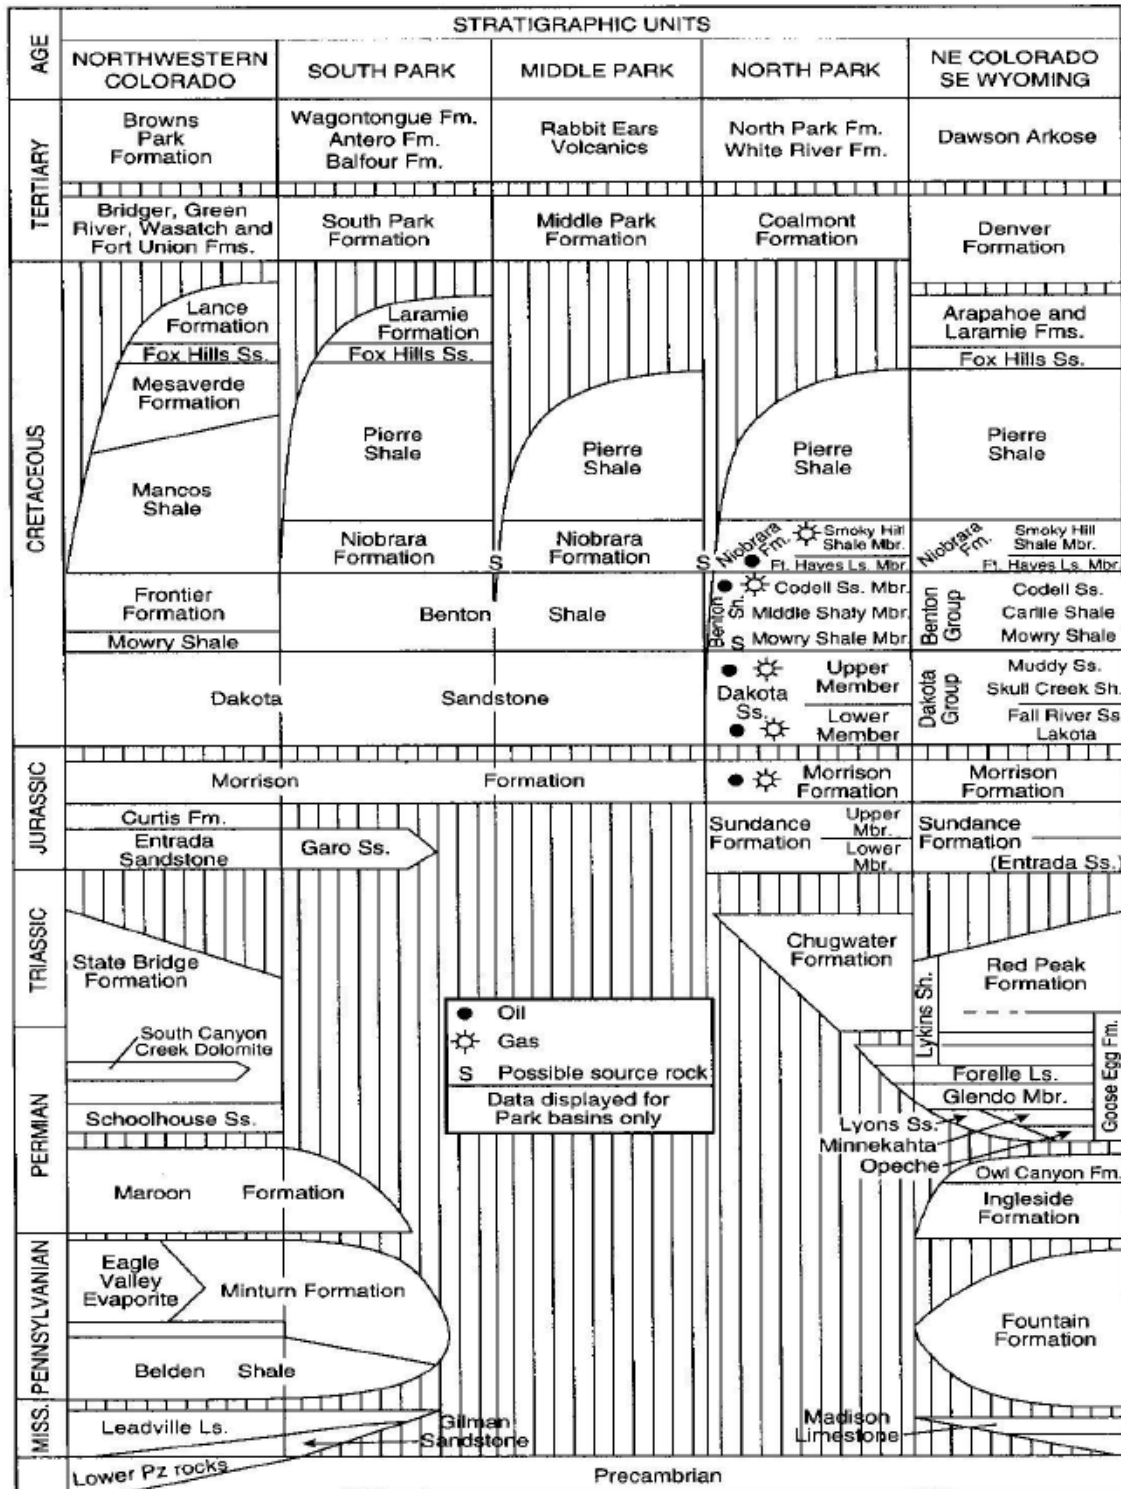 STRATIGRAPHIC UNITS
AGE
NORTHWESTERN
COLORADO
SOUTH PARK
MIDDLE PARK
NORTH PARK
NE COLORADO
SE WYOMING
TERTIARY
Browns
Park
Formation
Wagontongue Fm.
Antero Fm.
Balfour Fm.
Rabbit Ears
Volcanics
North Park Fm.
White River Fm.
Dawson Arkose
Bridger, Green
River, Wasatch and
Fort Union Fms.
South Park
Formation
Middle Park
Formation
Coalmont
Formation
Denver
Formation
CRETACEOUS
Lance
Formation
Fox Hills Ss.
Mesaverde
Formation
Mancos
Shale
Laramie
Formation
Fox Hills Ss.
Pierre
Shale
Niobrara
Formation
Pierre
Shale
S
Niobrara
Formation
S
Pierre
Shale
Niobrara
Fm.
Smoky Hill
Shale Mbr.
Ft. Hayes Ls. Mbr.
Arapahoe and
Laramie Fms.
Fox Hills Ss.
Pierre
Shale
Niobrara
Fm.
Smoky Hill
Shale Mbr.
Ft. Hayes Ls. Mbr.
Frontier
Formation
Mowry Shale
Benton Shale
Benton
Sh.
S
Codell Ss. Mbr.
Middle Shaly Mbr.
Mowry Shale Mbr.
Benton
Group
Codell Ss.
Carlile Shale
Mowry Shale
Dakota Sandstone
Dakota
Ss.
Upper
Member
Lower
Member
Dakota
Group
Muddy Ss.
Skull Creek Sh.
Fall River Ss
Lakota
JURASSIC
Morrison Formation
Morrison
Formation
Morrison
Formation
Curtis Fm.
Entrada
Sandstone
Garo Ss.
Sundance
Formation
Upper
Mbr.
Lower
Mbr.
Sundance
Formation
(Entrada Ss.)
TRIASSIC
State Bridge
Formation
Chugwater
Formation
Lykins Sh.
Red Peak
Formation
Goose Egg Fm.
PERMIAN
South Canyon
Creek Dolomite
Schoolhouse Ss.
Maroon Formation
Oil
Gas
S Possible source rock
Data displayed for
Park basins only
Forelle Ls.
Glendo Mbr.
Lyons Ss.
Minnekahta
Opeche
Owl Canyon Fm.
Ingleside
Formation
PENNSYLVANIAN
Eagle
Valley
Evaporite
Minturn Formation
Belden Shale
Fountain
Formation
MISS.
Leadville Ls.
Gilman
Sandstone
Madison
Limestone
Lower Pz rocks
Precambrian